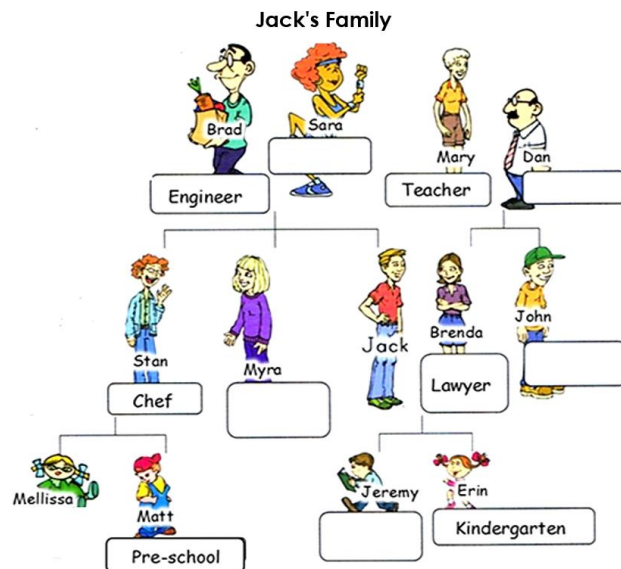 Jack's Family
Brad
Sara
Mary
Dan
Engineer
Teacher
Stan
Myra
Jack
Brenda
John
Chef
Lawyer
Mellissa
Matt
Jeremy
Erin
Pre-school
Kindergarten